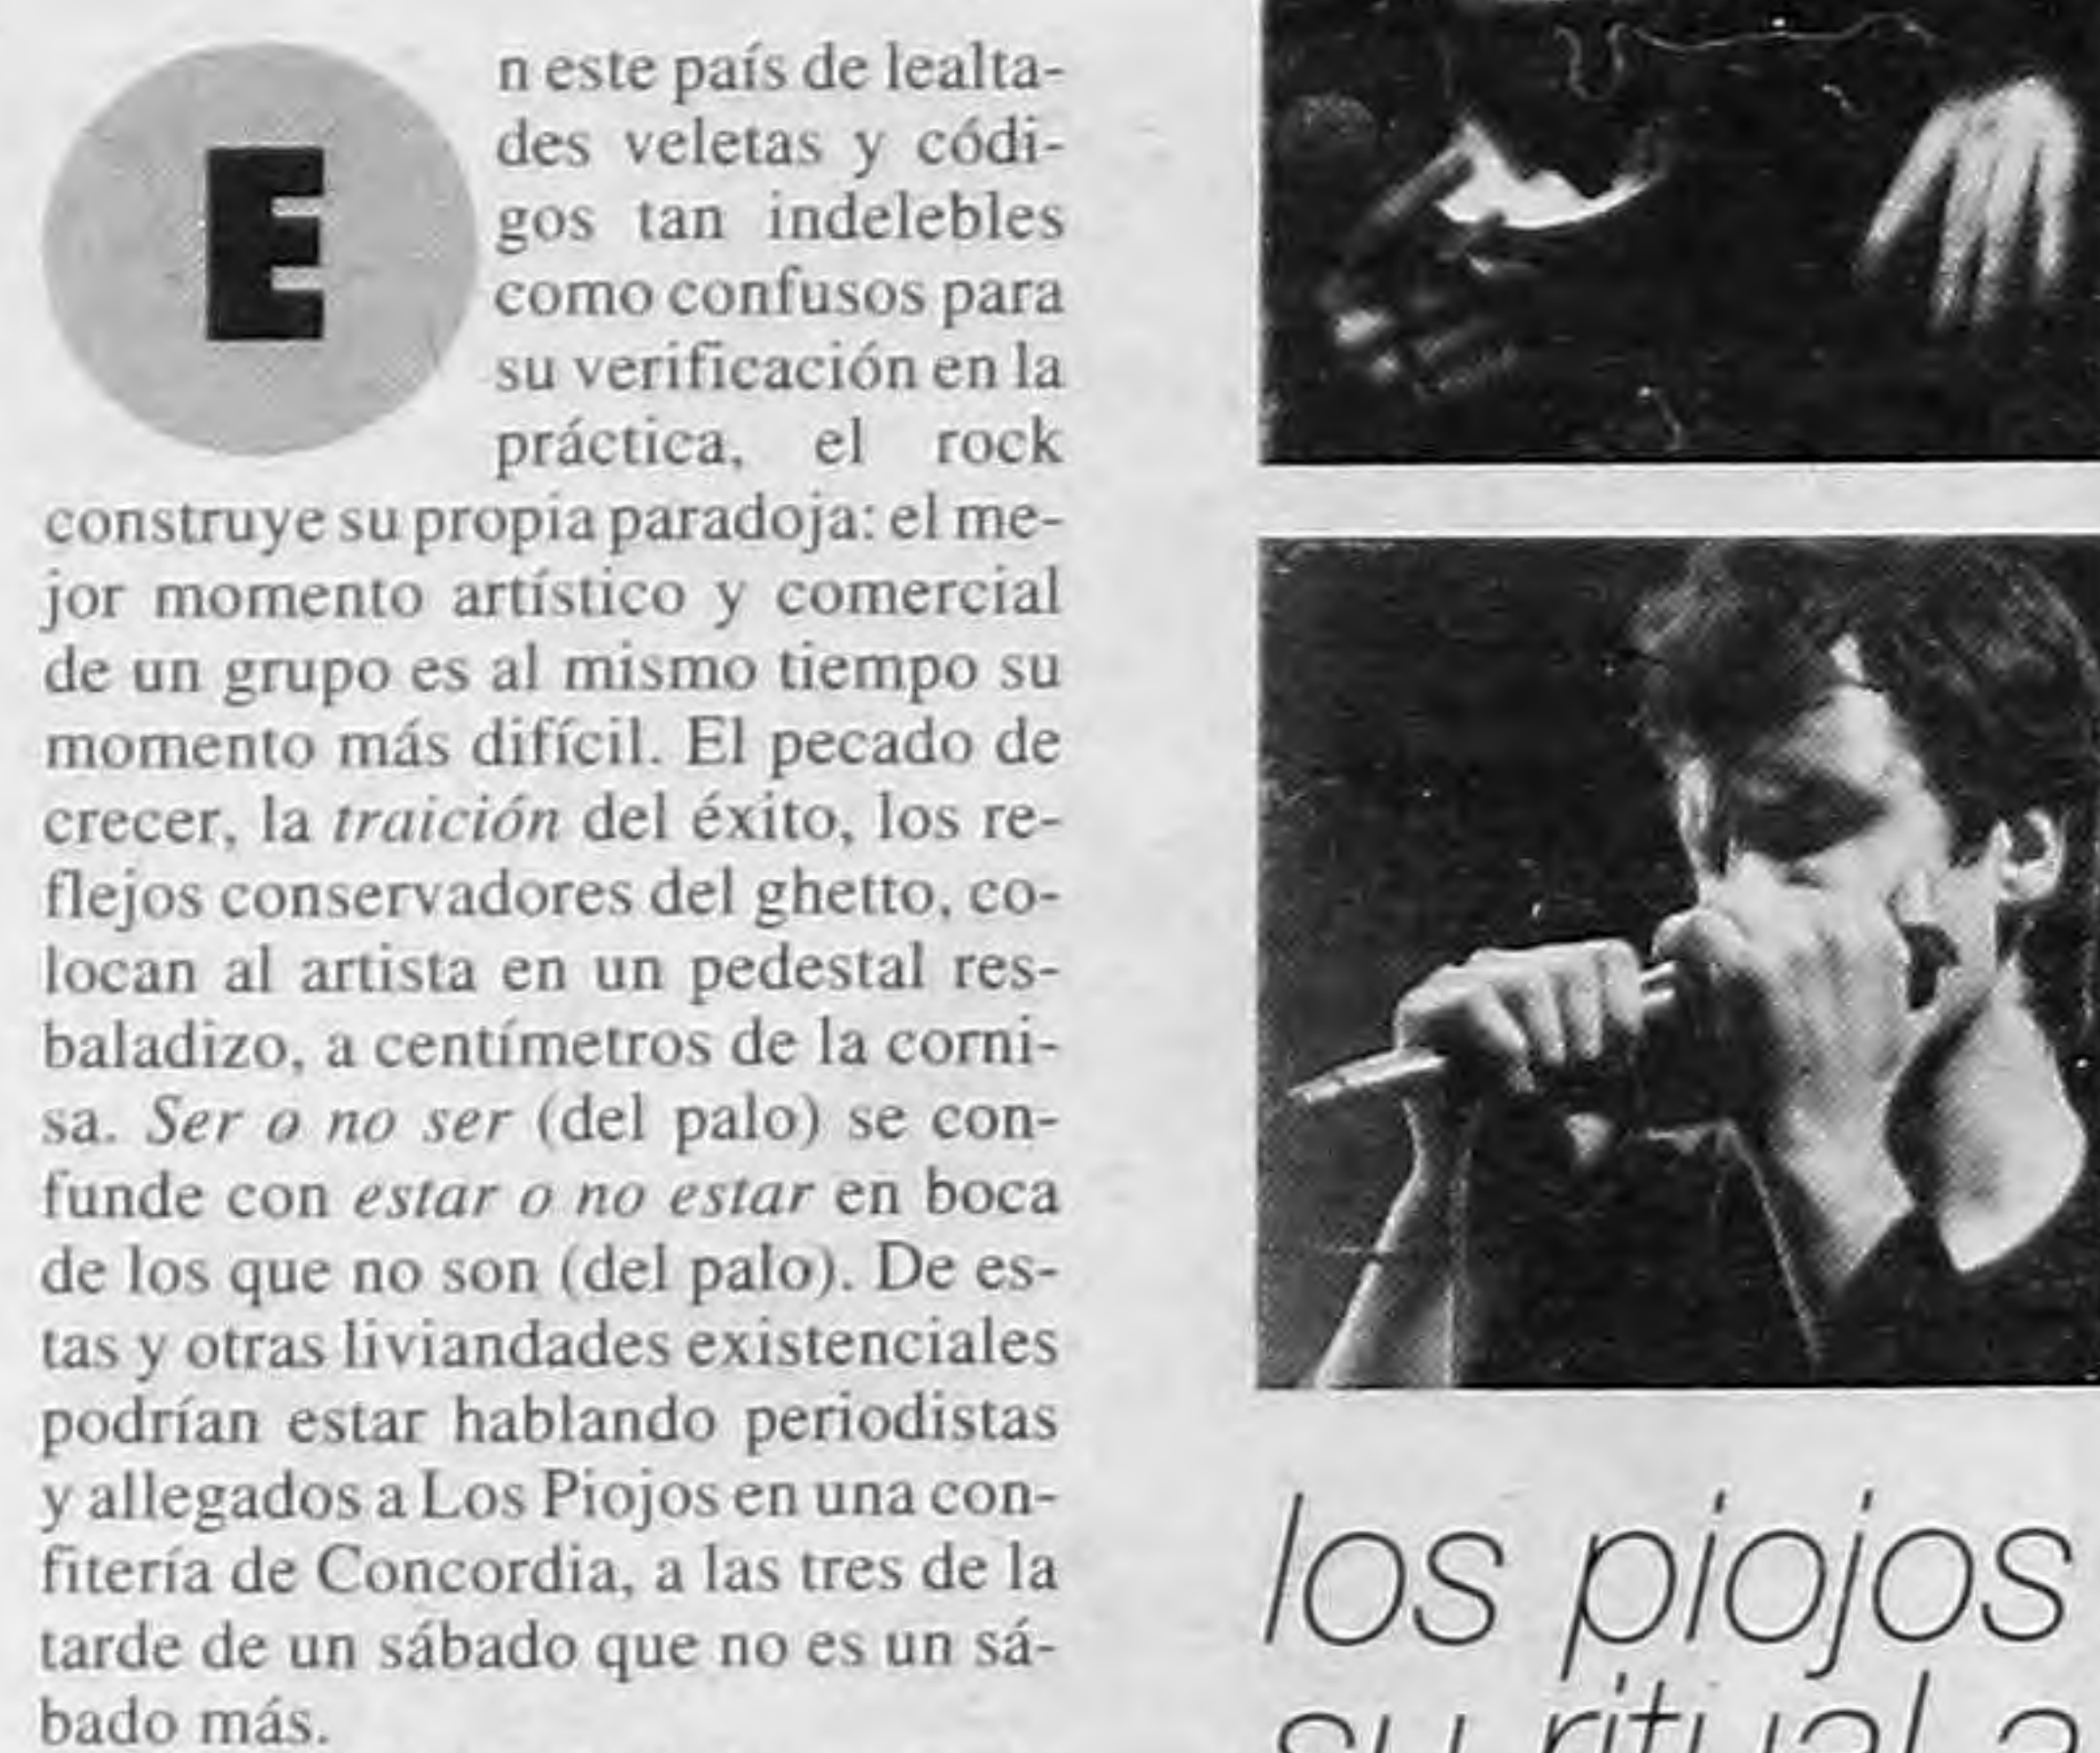 En este país de lealta-
des veletas y códi-
gos tan indelebles
como confusos para
su verificación en la
práctica, el rock
construye su propia paradoja: el me-
jor momento artístico y comercial
de un grupo es al mismo tiempo su
momento más difícil. El pecado de
crecer, la traición del éxito, los re-
flejos conservadores del ghetto, co-
locan al artista en un pedestal res-
baladizo, a centímetros de la corni-
sa. Ser o no ser (del palo) se con-
funde con estar o no estar en boca
de los que no son (del palo). De es-
tas y otras liviandades existenciales
podrían estar hablando periodistas
y allegados a Los Piojos en una con-
fitería de Concordia, a las tres de la
tarde de un sábado que no es un sá-
bado más.
los piojos
su ritual a